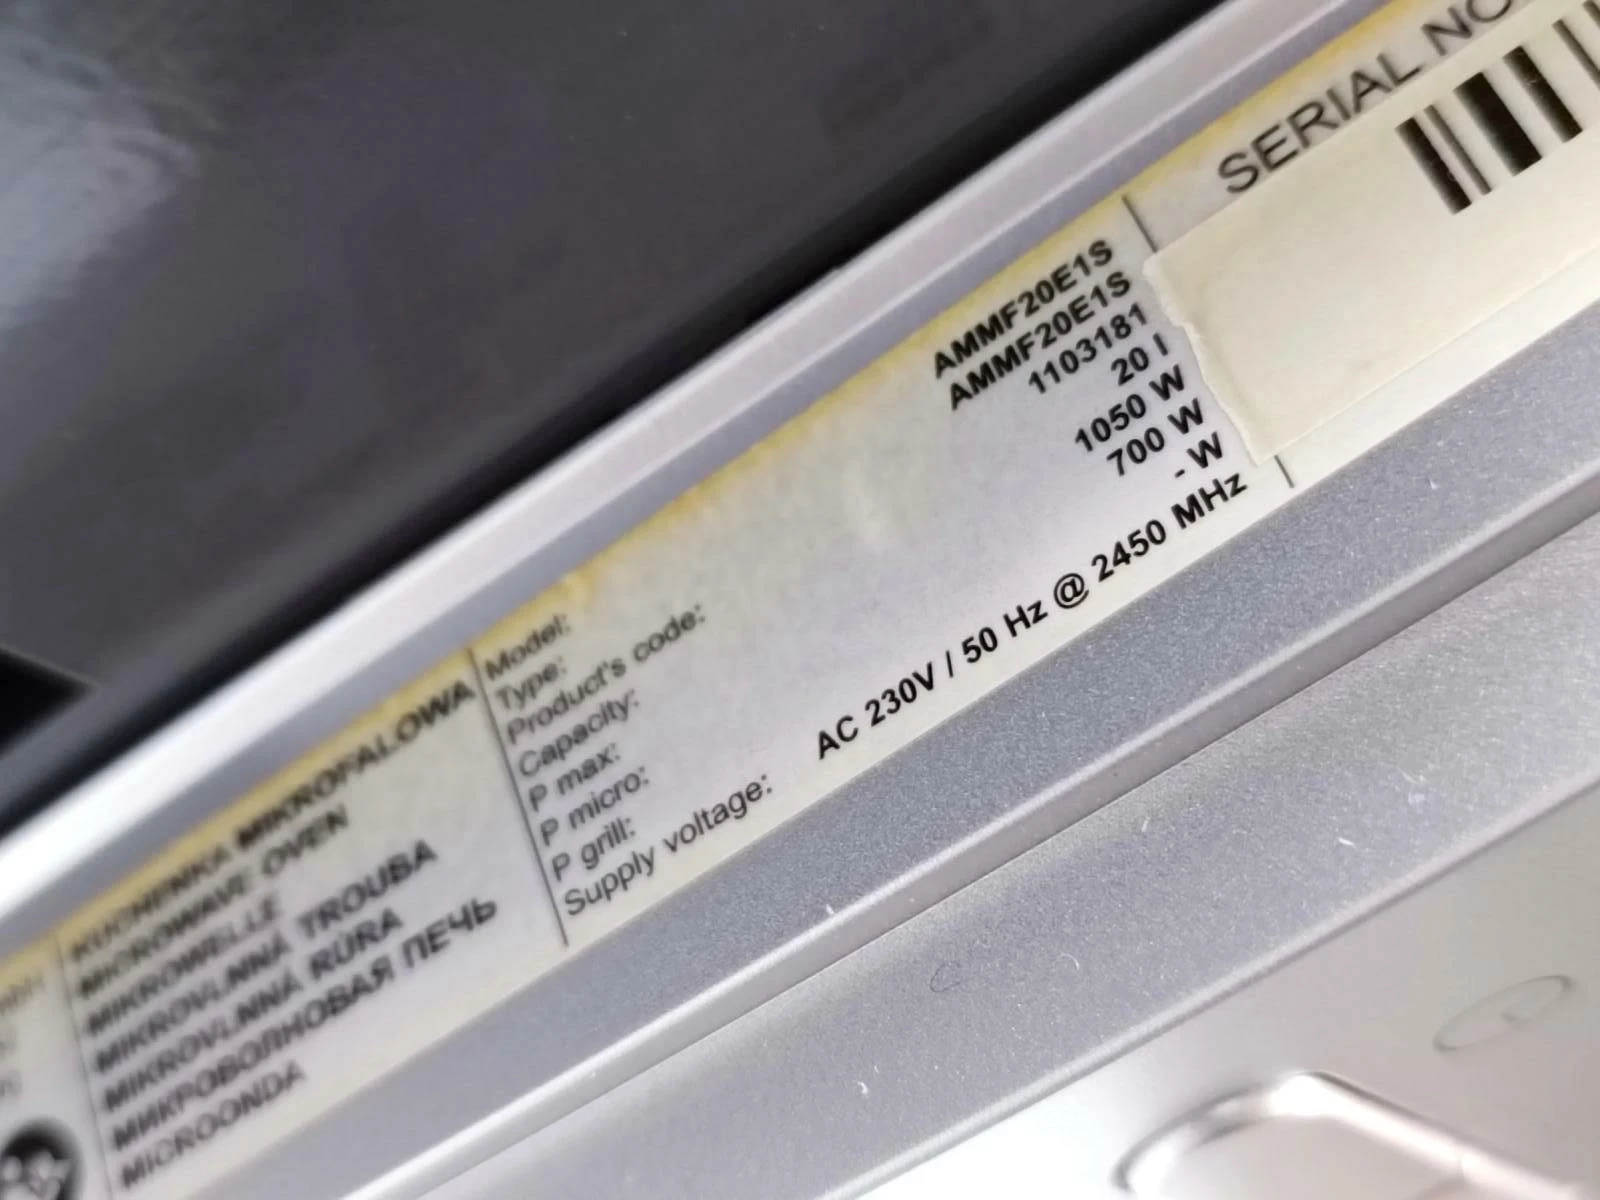 KUCHENKA MIKROFALOWA
MICROWAVE OVEN
MIKROWELLE
MIKROVLNNÁ TROUBA
MIKROVLNNÁ RÚRA
МИКРОВОЛНОВАЯ ПЕЧЬ
MICROONDA
Model: AMMF20E1S
Type: AMMF20E1S
Product's code: 1103181
Capacity: 20 l
P max: 1050 W
P micro: 700 W
P grill: - W
Supply voltage: AC 230V / 50 Hz @ 2450 MHz
SERIAL NO